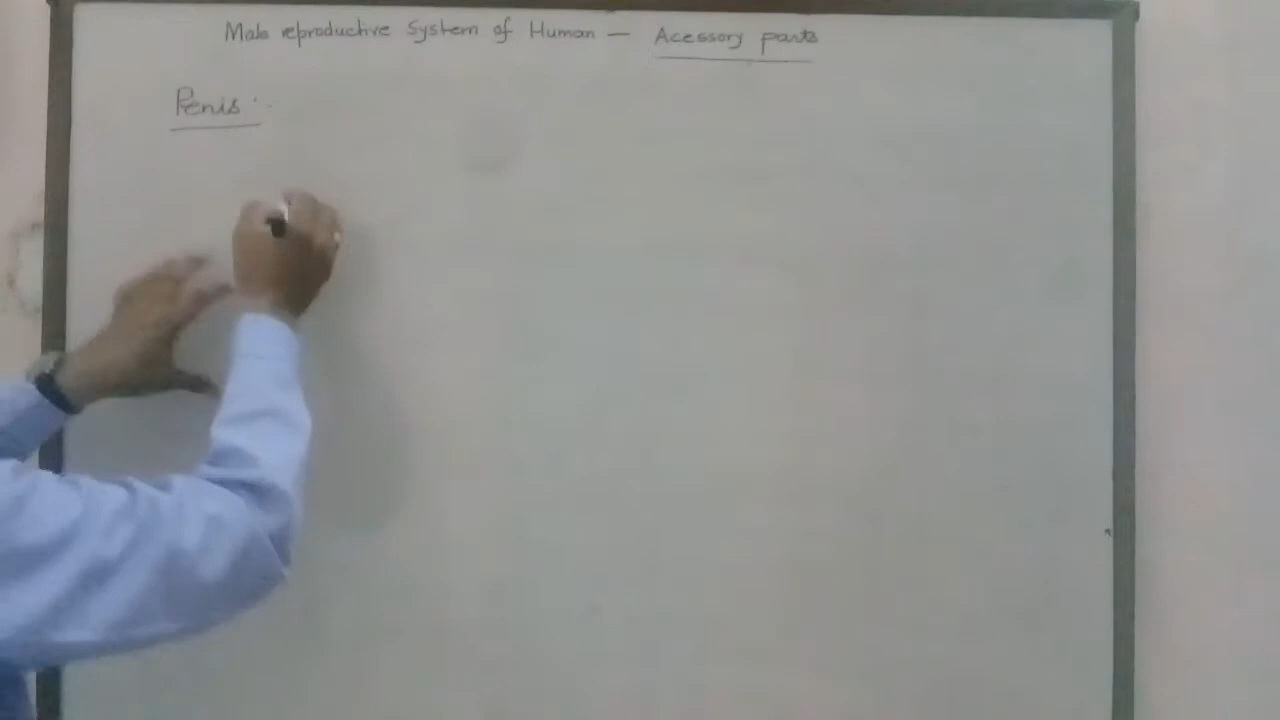 Male reproductive System of Human — Acessory parts
Penis :-